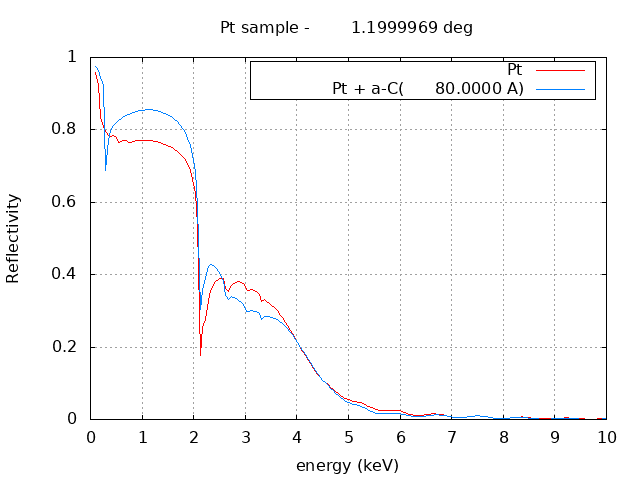 Pt sample - 1.1999969 deg
Pt
Pt + a-C( 80.0000 A)
Reflectivity
1
0.8
0.6
0.4
0.2
0
0 1 2 3 4 5 6 7 8 9 10
energy (keV)